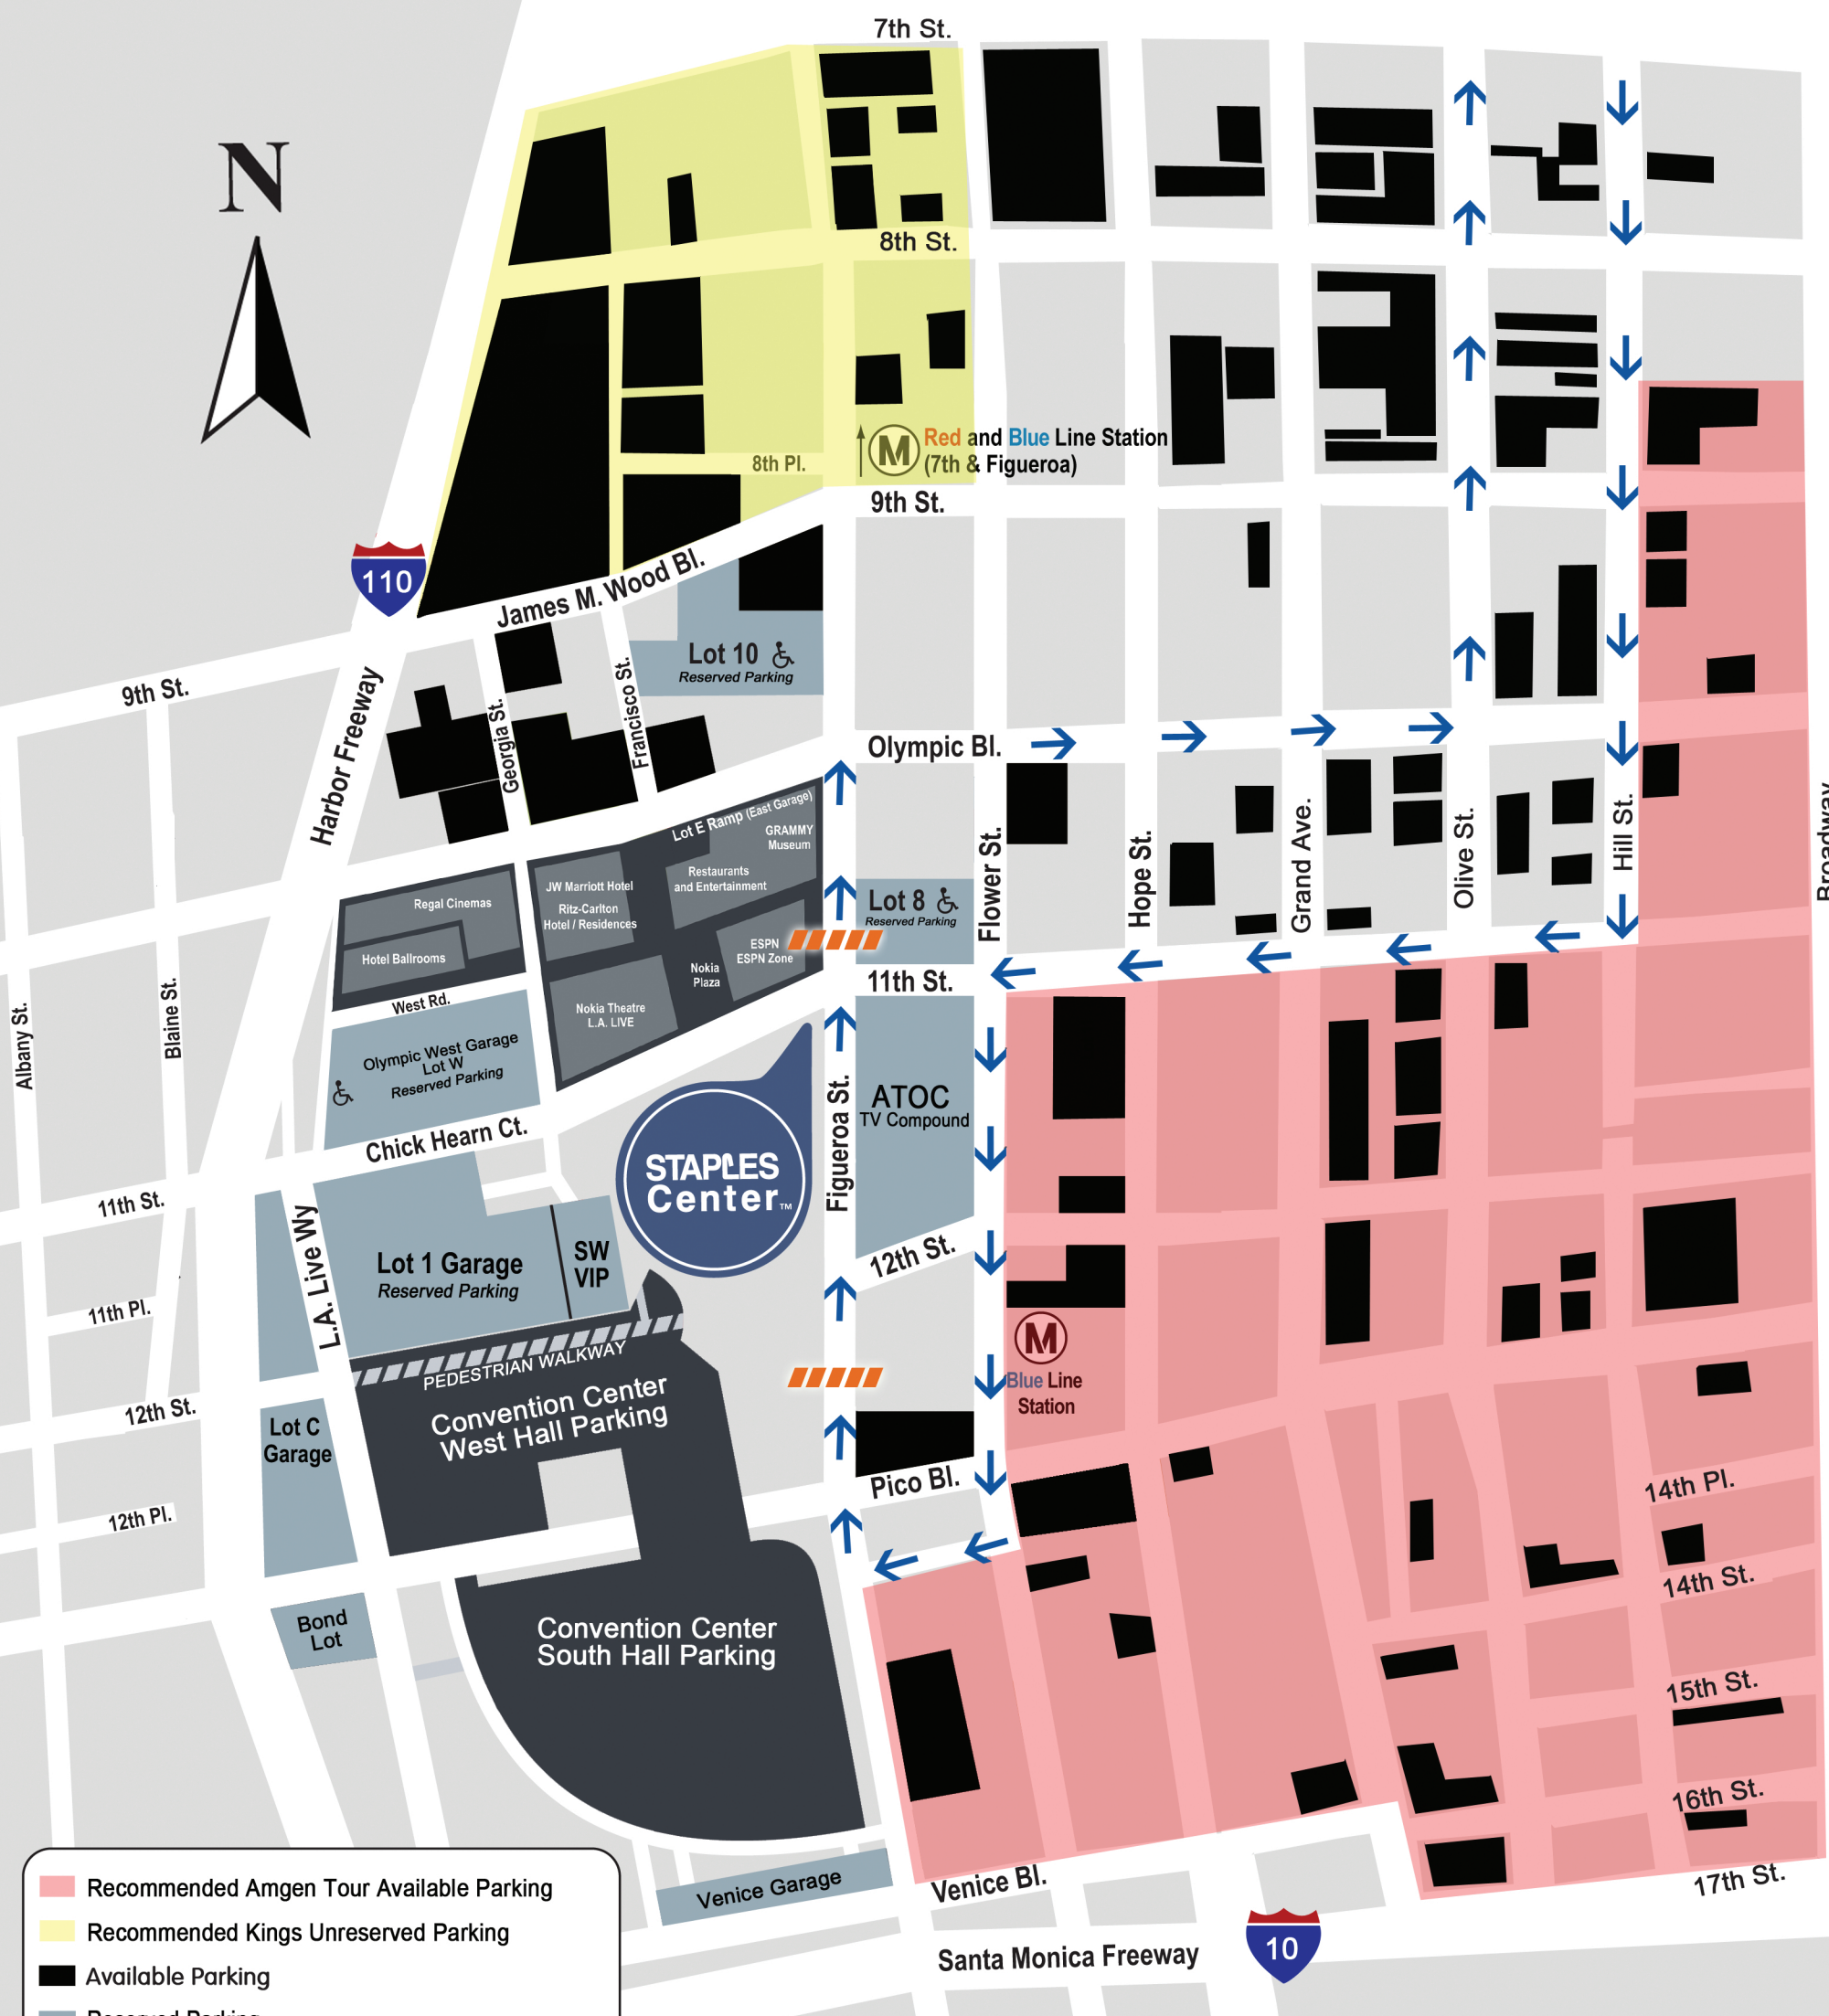 7th St.
N
8th St.
Red and Blue Line Station
(7th & Figueroa)
M
8th Pl.
9th St.
110
James M. Wood Bl.
Lot 10
Reserved Parking
9th St.
Harbor Freeway
Georgia St.
Francisco St.
Olympic Bl.
Lot E Ramp (East Garage)
GRAMMY
Museum
Restaurants
and Entertainment
JW Marriott Hotel
Ritz-Carlton
Hotel / Residences
Regal Cinemas
Hotel Ballrooms
ESPN
ESPN Zone
Nokia
Plaza
Nokia Theatre
L.A. LIVE
Lot 8
Reserved Parking
Flower St.
Hope St.
Grand Ave.
Olive St.
Hill St.
Broadway
11th St.
West Rd.
Albany St.
Blaine St.
Olympic West Garage
Lot W
Reserved Parking
Chick Hearn Ct.
STAPLES
Center™
Figueroa St.
ATOC
TV Compound
11th St.
L.A. Live Wy
Lot 1 Garage
Reserved Parking
SW
VIP
12th St.
11th Pl.
M
Blue Line
Station
PEDESTRIAN WALKWAY
Convention Center
West Hall Parking
12th St.
Lot C
Garage
Pico Bl.
12th Pl.
14th Pl.
14th St.
Bond
Lot
Convention Center
South Hall Parking
15th St.
16th St.
17th St.
Venice Garage
Venice Bl.
Santa Monica Freeway
10
Recommended Amgen Tour Available Parking
Recommended Kings Unreserved Parking
Available Parking